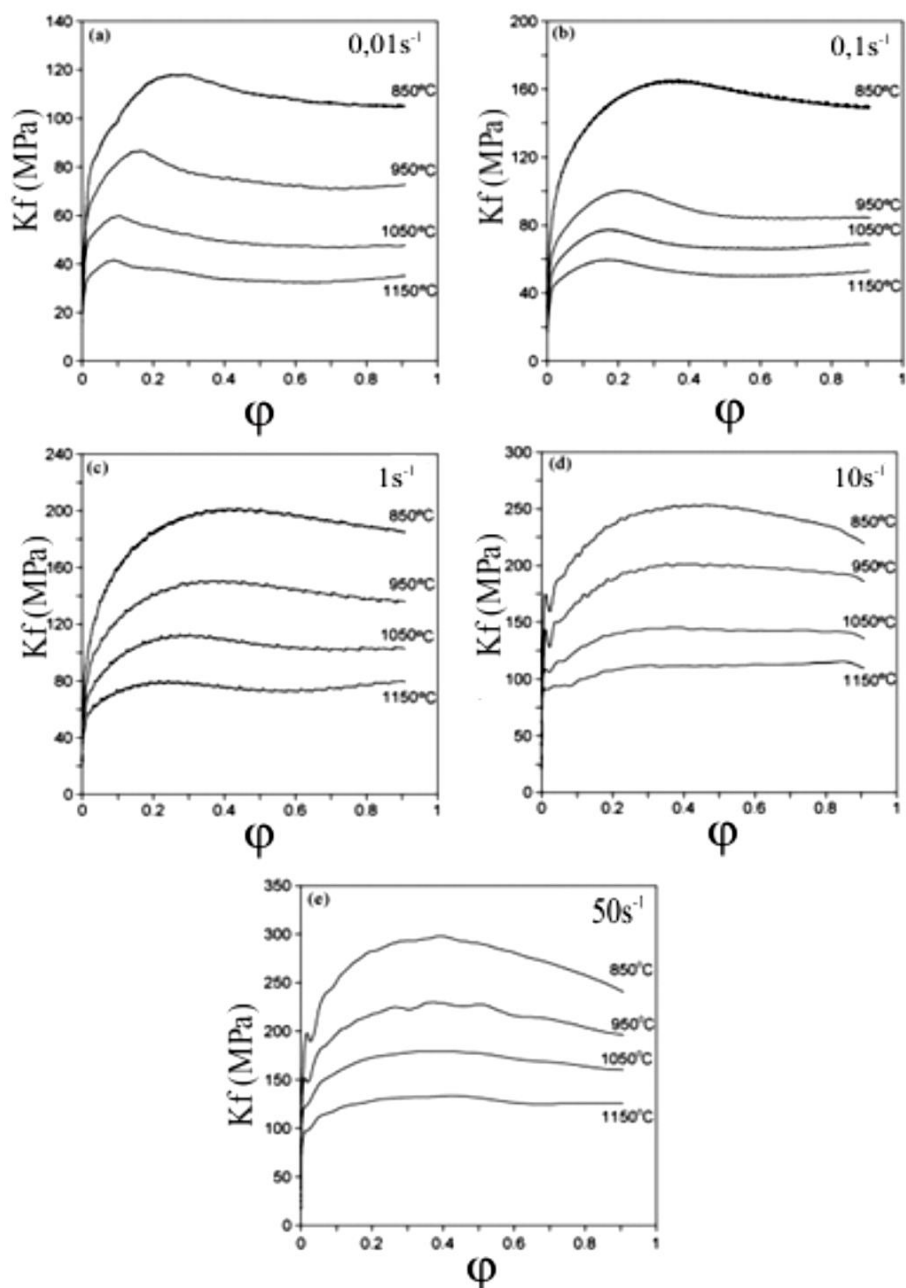 (a) 0,01s⁻¹
140
120
100
80
60
40
20
0
Kf (MPa)
850ºC
950ºC
1050ºC
1150ºC
0 0.2 0.4 0.6 0.8 1
φ
(b) 0,1s⁻¹
200
160
120
80
40
0
Kf (MPa)
850ºC
950ºC
1050ºC
1150ºC
0 0.2 0.4 0.6 0.8 1
φ
(c) 1s⁻¹
240
200
160
120
80
40
0
Kf (MPa)
850ºC
950ºC
1050ºC
1150ºC
0 0.2 0.4 0.6 0.8 1
φ
(d) 10s⁻¹
300
250
200
150
100
50
0
Kf (MPa)
850ºC
950ºC
1050ºC
1150ºC
0 0.2 0.4 0.6 0.8 1
φ
(e) 50s⁻¹
350
300
250
200
150
100
50
0
Kf (MPa)
850⁰C
950⁰C
1050⁰C
1150⁰C
0 0.2 0.4 0.6 0.8 1
φ